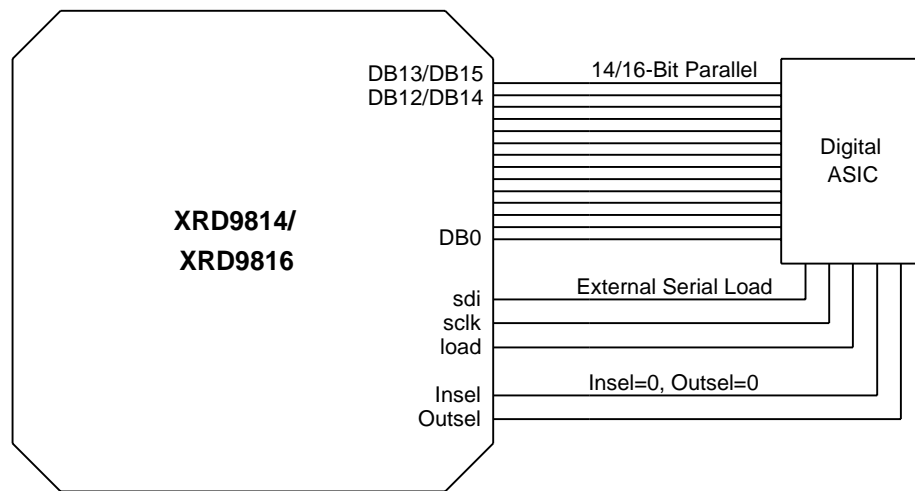 DB13/DB15
14/16-Bit Parallel
DB12/DB14
Digital
ASIC
XRD9814/
XRD9816
DB0
sdi
External Serial Load
sclk
load
Insel
Insel=0, Outsel=0
Outsel